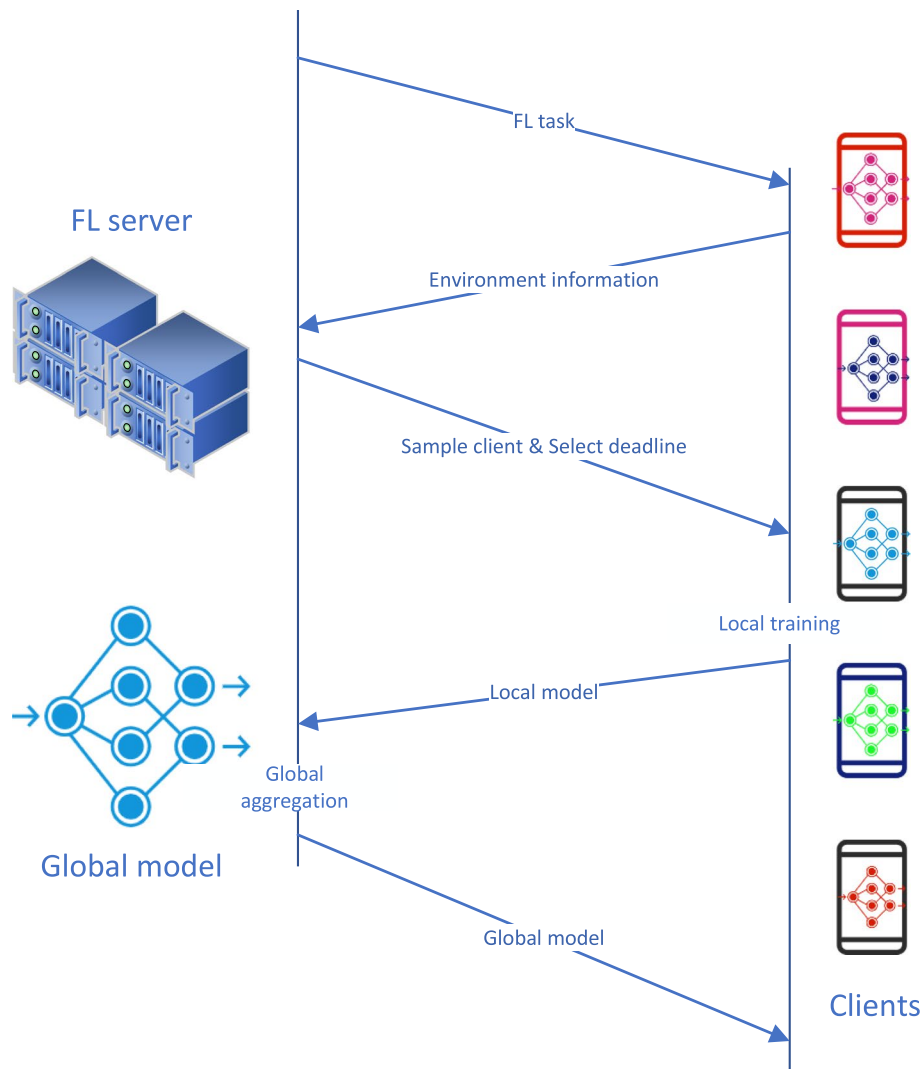 FL task
FL server
Environment information
Sample client & Select deadline
Local training
Local model
Global
aggregation
Global model
Global model
Clients